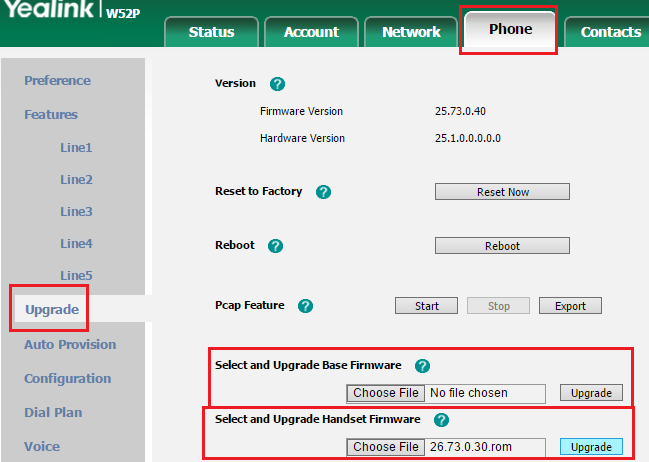 Yealink | W52P
Status Account Network Phone Contacts
Preference
Features
Line1
Line2
Line3
Line4
Line5
Upgrade
Auto Provision
Configuration
Dial Plan
Voice
Version ?
Firmware Version 25.73.0.40
Hardware Version 25.1.0.0.0.0.0
Reset to Factory ? Reset Now
Reboot ? Reboot
Pcap Feature ? Start Stop Export
Select and Upgrade Base Firmware ?
Choose File No file chosen Upgrade
Select and Upgrade Handset Firmware ?
Choose File 26.73.0.30.rom Upgrade